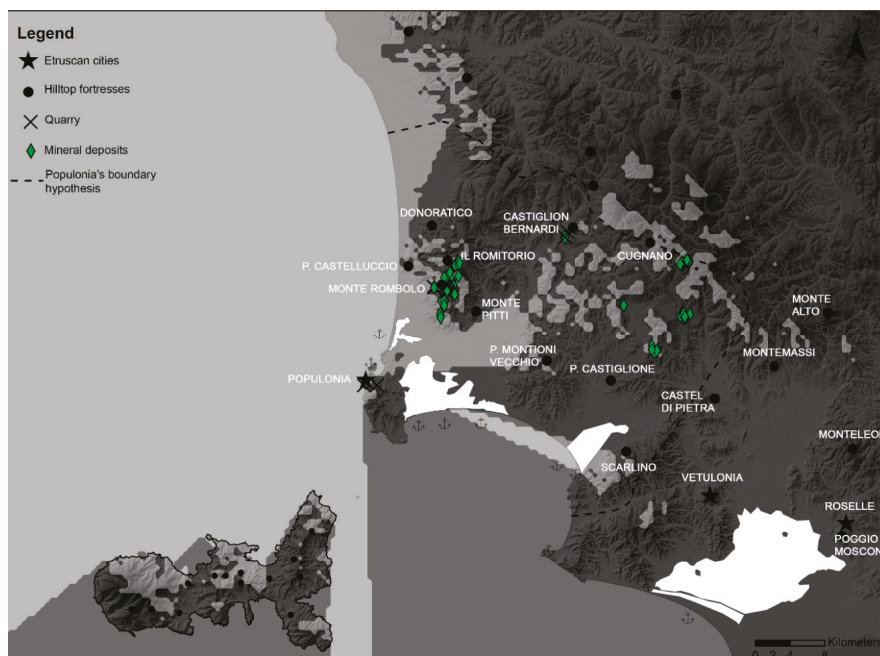 Legend
Etruscan cities
Hilltop fortresses
Quarry
Mineral deposits
Populonia's boundary
hypothesis
DONORATICO
CASTIGLION
BERNARDI
IL ROMITORIO
CUGNANO
P. CASTELLUCCIO
MONTE ROMBOLO
MONTE
PITTI
MONTE
ALTO
P. MONTIONI
VECCHIO
MONTEMASSI
POPULONIA
P. CASTIGLIONE
CASTEL
DI PIETRA
MONTELEON
SCARLINO
VETULONIA
ROSELLE
POGGIO
MOSCON
Kilometers
0 2 4 8